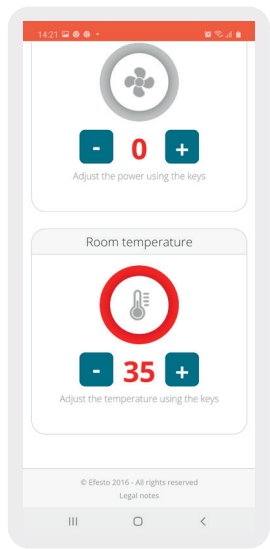 14:21
- 0 +
Adjust the power using the keys
Room temperature
- 35 +
Adjust the temperature using the keys
© Efesto 2016 - All rights reserved
Legal notes